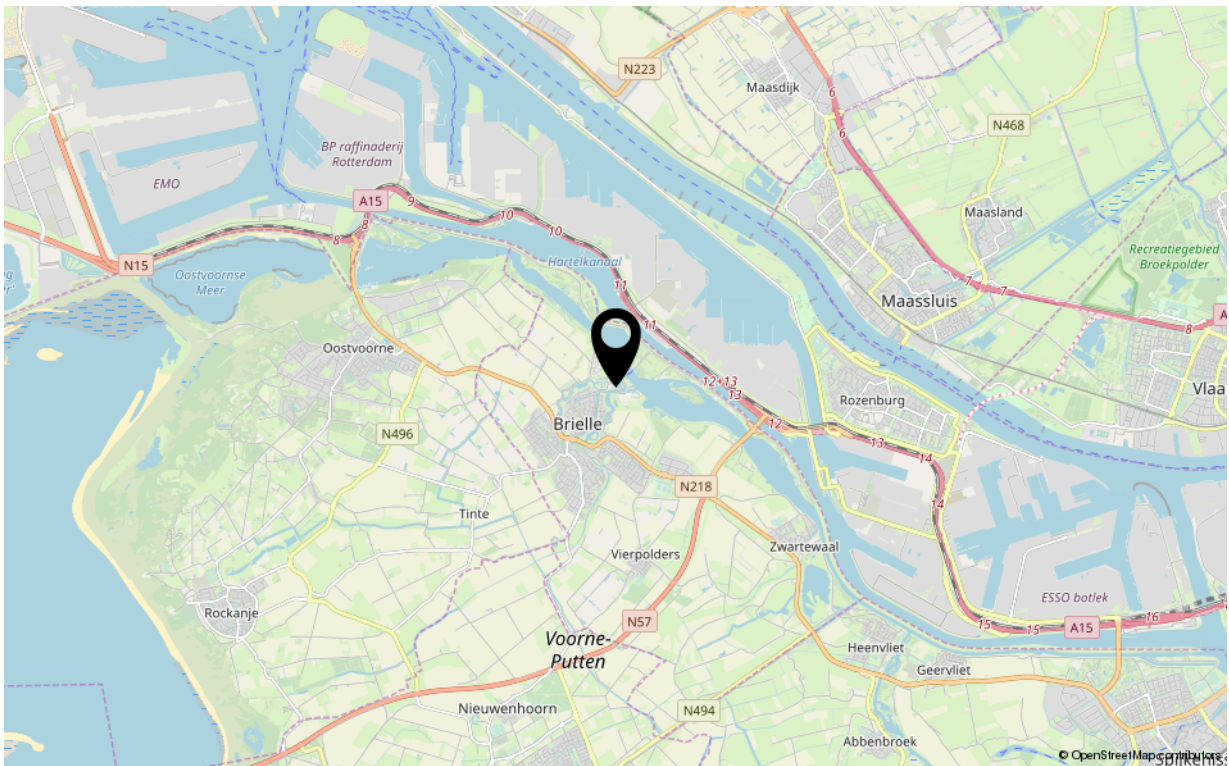 N223
Maasdijk
6
6
N468
BP raffinaderij
Rotterdam
EMO
A15
9
10
10
8
8
Maasland
Recreatiegebied
Broekpolder
N15
Oostvoornse
Meer
Hartelkanaal
11
11
7
7
Maassluis
8
Oostvoorne
12+13
13
12
Rozenburg
Vlaa
N496
Brielle
13
14
14
N218
Tinte
Vierpolders
Zwartewaal
Rockanje
ESSO botlek
N57
15
15
A15
16
Voorne-
Putten
Heenvliet
Geervliet
Nieuwenhoorn
N494
Abbenbroek
© OpenStreetMap contributors